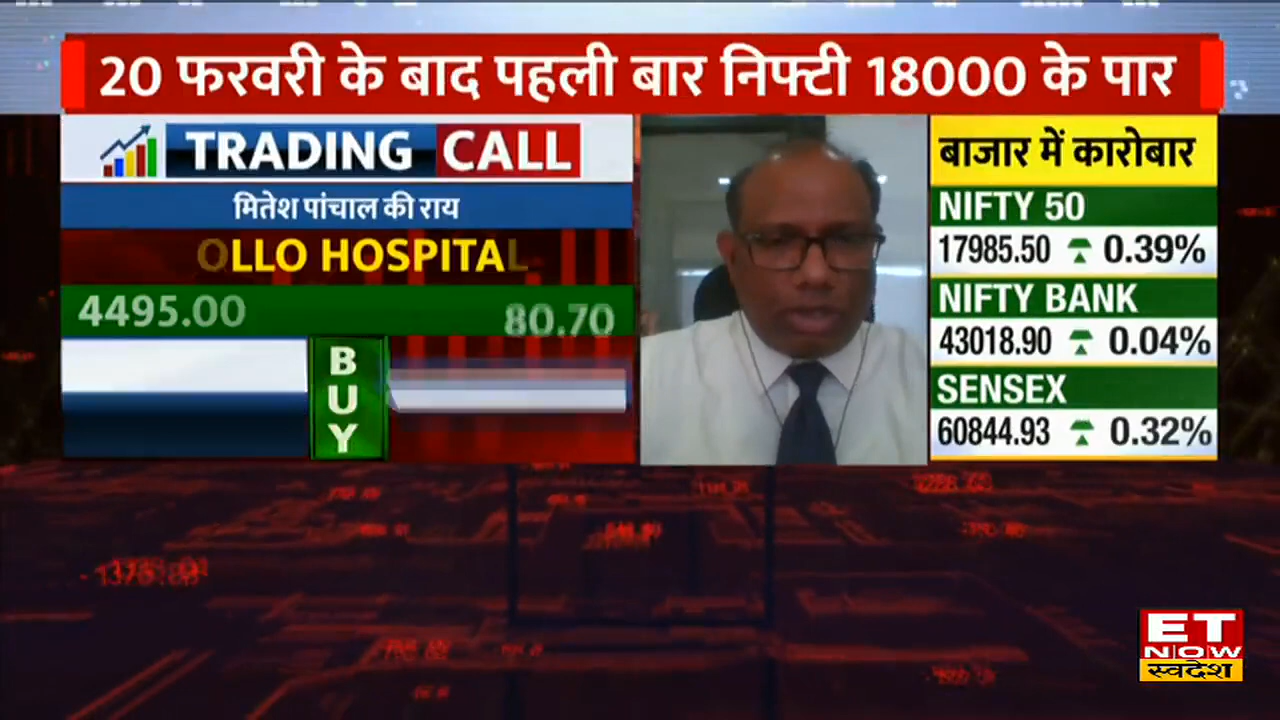 20 फरवरी के बाद पहली बार निफ्टी 18000 के पार
TRADING CALL
मितेश पांचाल की राय
OLLO HOSPITAL
4495.00
80.70
BUY
बाजार में कारोबार
NIFTY 50
17985.50 0.39%
NIFTY BANK
43018.90 0.04%
SENSEX
60844.93 0.32%
ET
NOW
स्वदेश